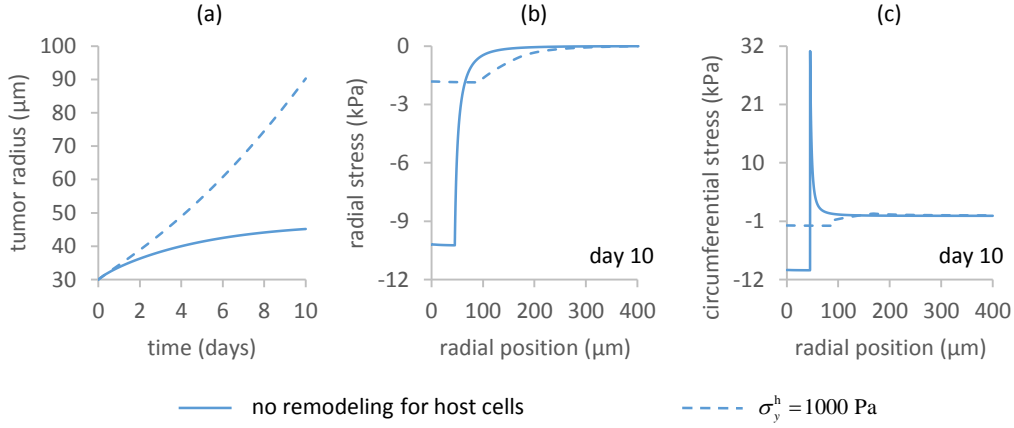 (a)
tumor radius (µm)
100
90
80
70
60
50
40
30
0 2 4 6 8 10
time (days)
(b)
radial stress (kPa)
0
-3
-6
-9
-12
day 10
0 100 200 300 400
radial position (µm)
(c)
circumferential stress (kPa)
32
21
10
-1
-12
day 10
0 100 200 300 400
radial position (µm)
no remodeling for host cells
σ_y^h = 1000 Pa